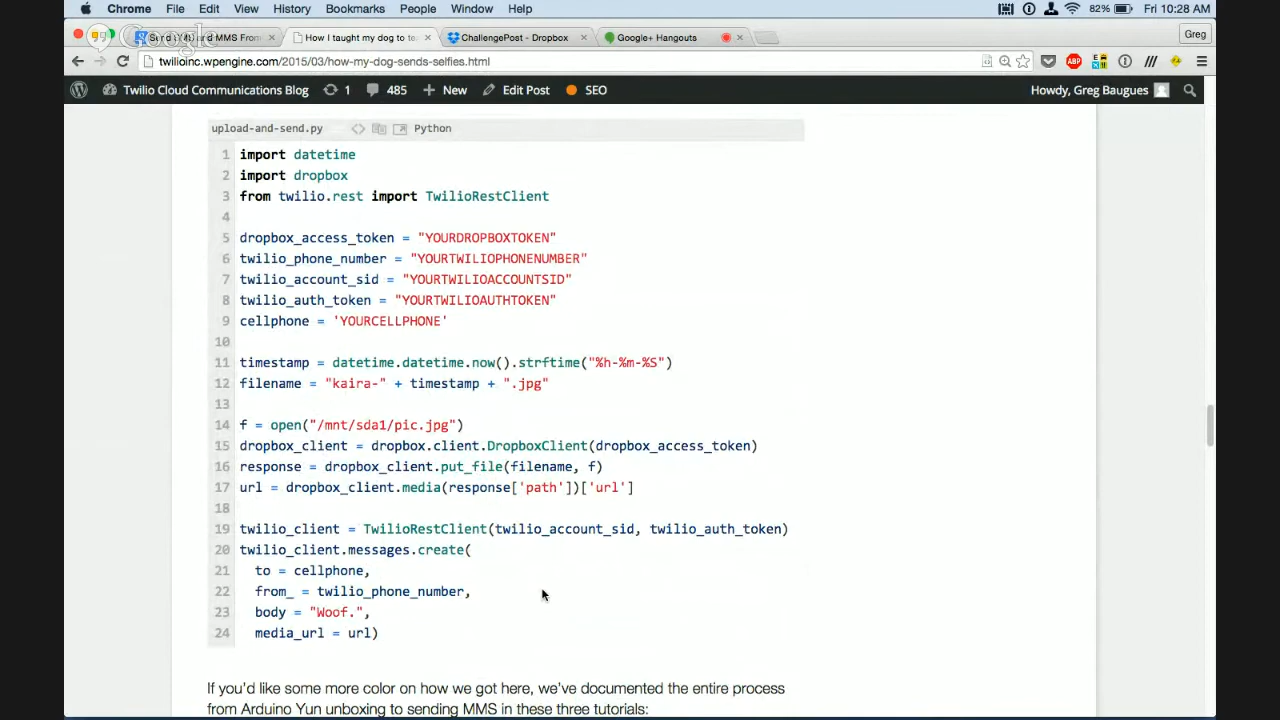 Chrome File Edit View History Bookmarks People Window Help 82% Fri 10:28 AM
Google
and MMS From How I taught my dog to te ChallengePost - Dropbox Google+ Hangouts Greg
twilioinc.wpengine.com/2015/03/how-my-dog-sends-selfies.html ABP
Twilio Cloud Communications Blog 1 485 + New Edit Post SEO Howdy, Greg Baugues
upload-and-send.py <> Python
1 import datetime
2 import dropbox
3 from twilio.rest import TwilioRestClient
4
5 dropbox_access_token = "YOURDROPBOXTOKEN"
6 twilio_phone_number = "YOURTWILIOPHONENUMBER"
7 twilio_account_sid = "YOURTWILIOACCOUNTSID"
8 twilio_auth_token = "YOURTWILIOAUTHTOKEN"
9 cellphone = 'YOURCELLPHONE'
10
11 timestamp = datetime.datetime.now().strftime("%h-%m-%S")
12 filename = "kaira-" + timestamp + ".jpg"
13
14 f = open("/mnt/sda1/pic.jpg")
15 dropbox_client = dropbox.client.DropboxClient(dropbox_access_token)
16 response = dropbox_client.put_file(filename, f)
17 url = dropbox_client.media(response['path'])['url']
18
19 twilio_client = TwilioRestClient(twilio_account_sid, twilio_auth_token)
20 twilio_client.messages.create(
21 to = cellphone,
22 from_ = twilio_phone_number,
23 body = "Woof.",
24 media_url = url)
If you'd like some more color on how we got here, we've documented the entire process
from Arduino Yun unboxing to sending MMS in these three tutorials: